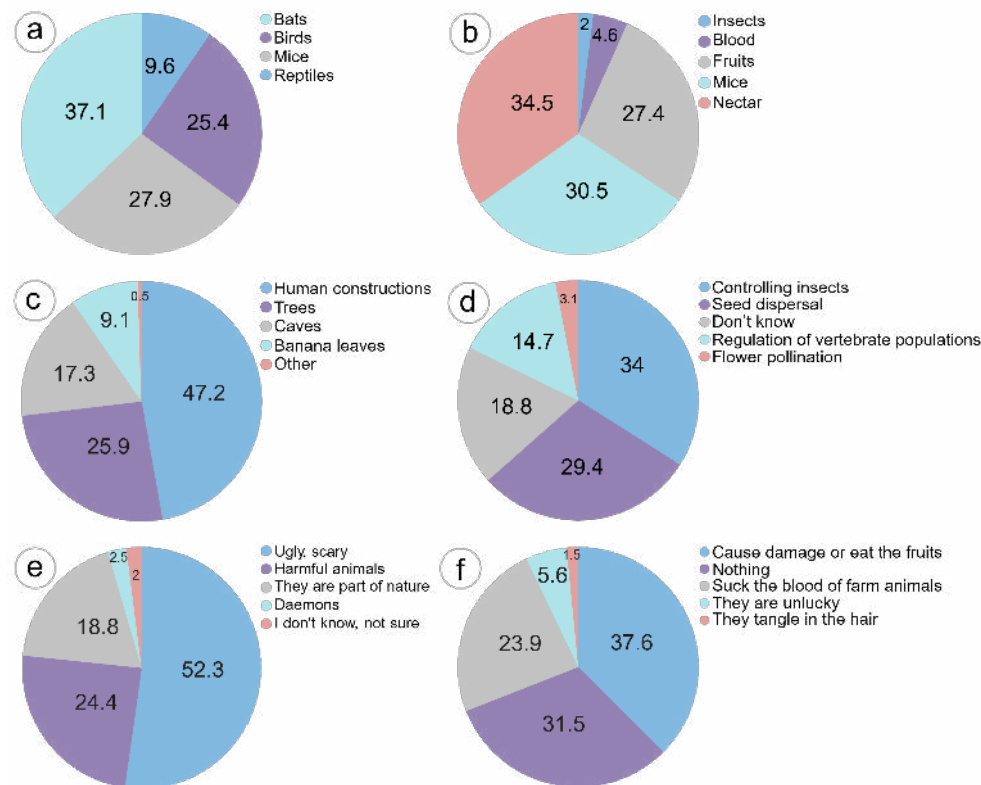 a
Bats
Birds
Mice
Reptiles
9.6
37.1
25.4
27.9
b
Insects
Blood
Fruits
Mice
Nectar
2
4.6
34.5
27.4
30.5
c
Human constructions
Trees
Caves
Banana leaves
Other
0.5
9.1
17.3
47.2
25.9
d
Controlling insects
Seed dispersal
Don't know
Regulation of vertebrate populations
Flower pollination
3.1
14.7
34
18.8
29.4
e
Ugly, scary
Harmful animals
They are part of nature
Daemons
I don't know, not sure
2.5
2
18.8
52.3
24.4
f
Cause damage or eat the fruits
Nothing
Suck the blood of farm animals
They are unlucky
They tangle in the hair
1.5
5.6
23.9
37.6
31.5